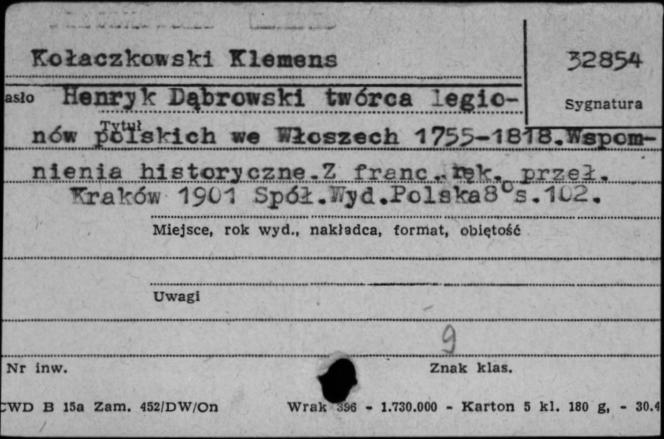 Kołaczkowski Klemens
32854
asło Henryk Dąbrowski twórca legio-
Sygnatura
Tytuł
nów polskich we Włoszech 1755-1818.Wspom-
nienia historyczne.Z franc. ręk. przeł.
Kraków 1901 Spół.Wyd.Polska8° s.102.
Miejsce, rok wyd., nakładca, format, objętość
Uwagi
9
Nr inw.
Znak klas.
CWD B 15a Zam. 452/DW/On Wrak 396 - 1.730.000 - Karton 5 kl. 180 g, - 30.4